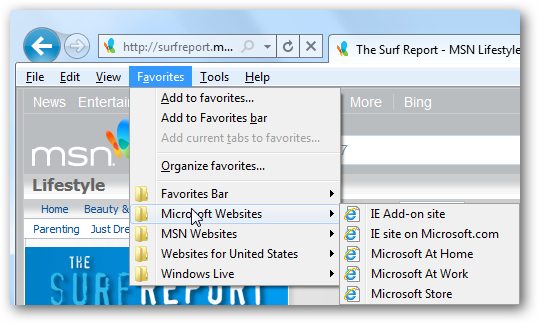 http://surfreport.m...
The Surf Report - MSN Lifestyle
File Edit View Favorites Tools Help
News
More Bing
Add to favorites...
Add to Favorites bar
Add current tabs to favorites...
Organize favorites...
Favorites Bar
Microsoft Websites
MSN Websites
Websites for United States
Windows Live
IE Add-on site
IE site on Microsoft.com
Microsoft At Home
Microsoft At Work
Microsoft Store
msn
7
Lifestyle
Home Beauty &
Parenting Just Dre
THE
SURF REPORT